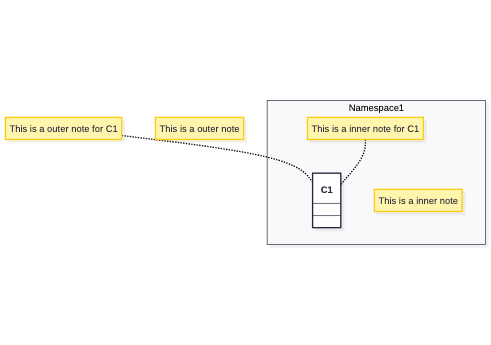 Namespace1
This is a outer note for C1
This is a outer note
This is a inner note for C1
C1
This is a inner note